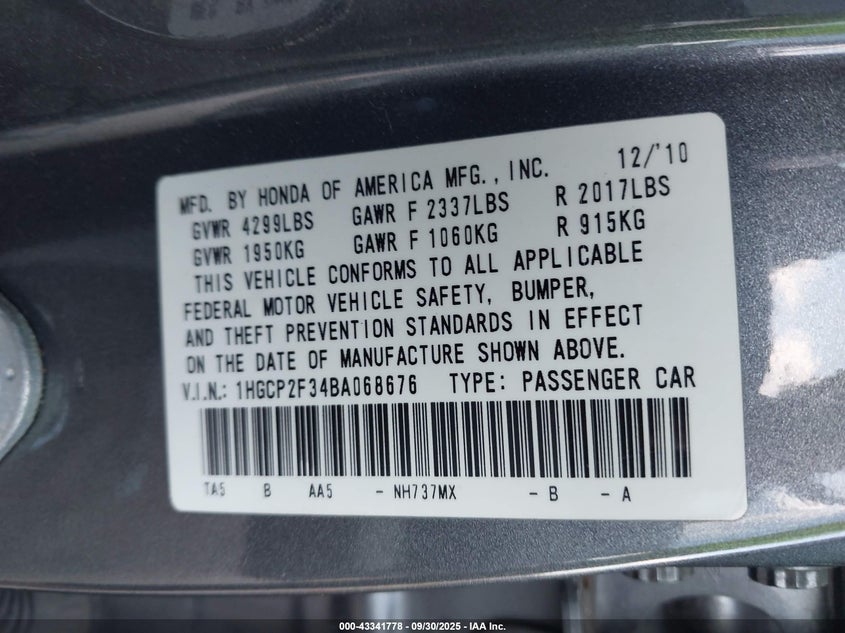 MFD. BY HONDA OF AMERICA MFG., INC. 12/'10
GVWR 4299LBS GAWR F 2337LBS R 2017LBS
GVWR 1950KG GAWR F 1060KG R 915KG
THIS VEHICLE CONFORMS TO ALL APPLICABLE
FEDERAL MOTOR VEHICLE SAFETY, BUMPER,
AND THEFT PREVENTION STANDARDS IN EFFECT
ON THE DATE OF MANUFACTURE SHOWN ABOVE.
V.I.N.: 1HGCP2F34BA068676 TYPE: PASSENGER CAR
TA5 B AA5 - NH737MX - B - A
000-43341778 - 09/30/2025 - IAA Inc.